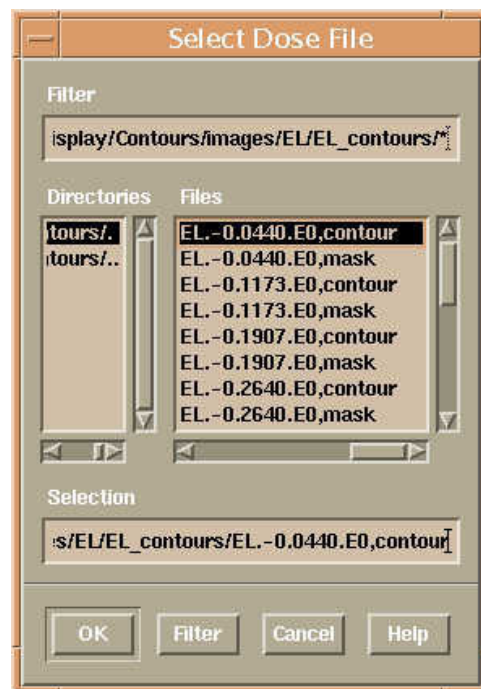 Select Dose File
Filter
isplay/Contours/images/EL/EL_contours/*
Directories Files
tours/.
tours/..
EL.-0.0440.E0,contour
EL.-0.0440.E0,mask
EL.-0.1173.E0,contour
EL.-0.1173.E0,mask
EL.-0.1907.E0,contour
EL.-0.1907.E0,mask
EL.-0.2640.E0,contour
EL.-0.2640.E0,mask
Selection
s/EL/EL_contours/EL.-0.0440.E0,contour
OK Filter Cancel Help